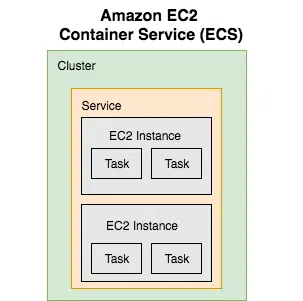 Amazon EC2
Container Service (ECS)
Cluster
Service
EC2 Instance
Task Task
EC2 Instance
Task Task